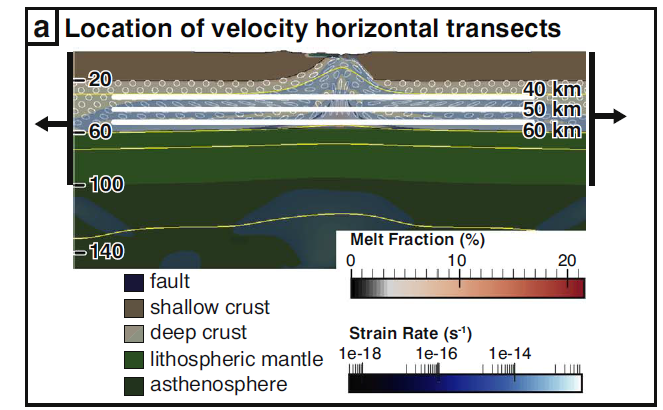 a Location of velocity horizontal transects
20
40 km
50 km
60 km
60
100
140
Melt Fraction (%)
0 10 20
fault
shallow crust
deep crust
lithospheric mantle
asthenosphere
Strain Rate (s⁻¹)
1e-18 1e-16 1e-14